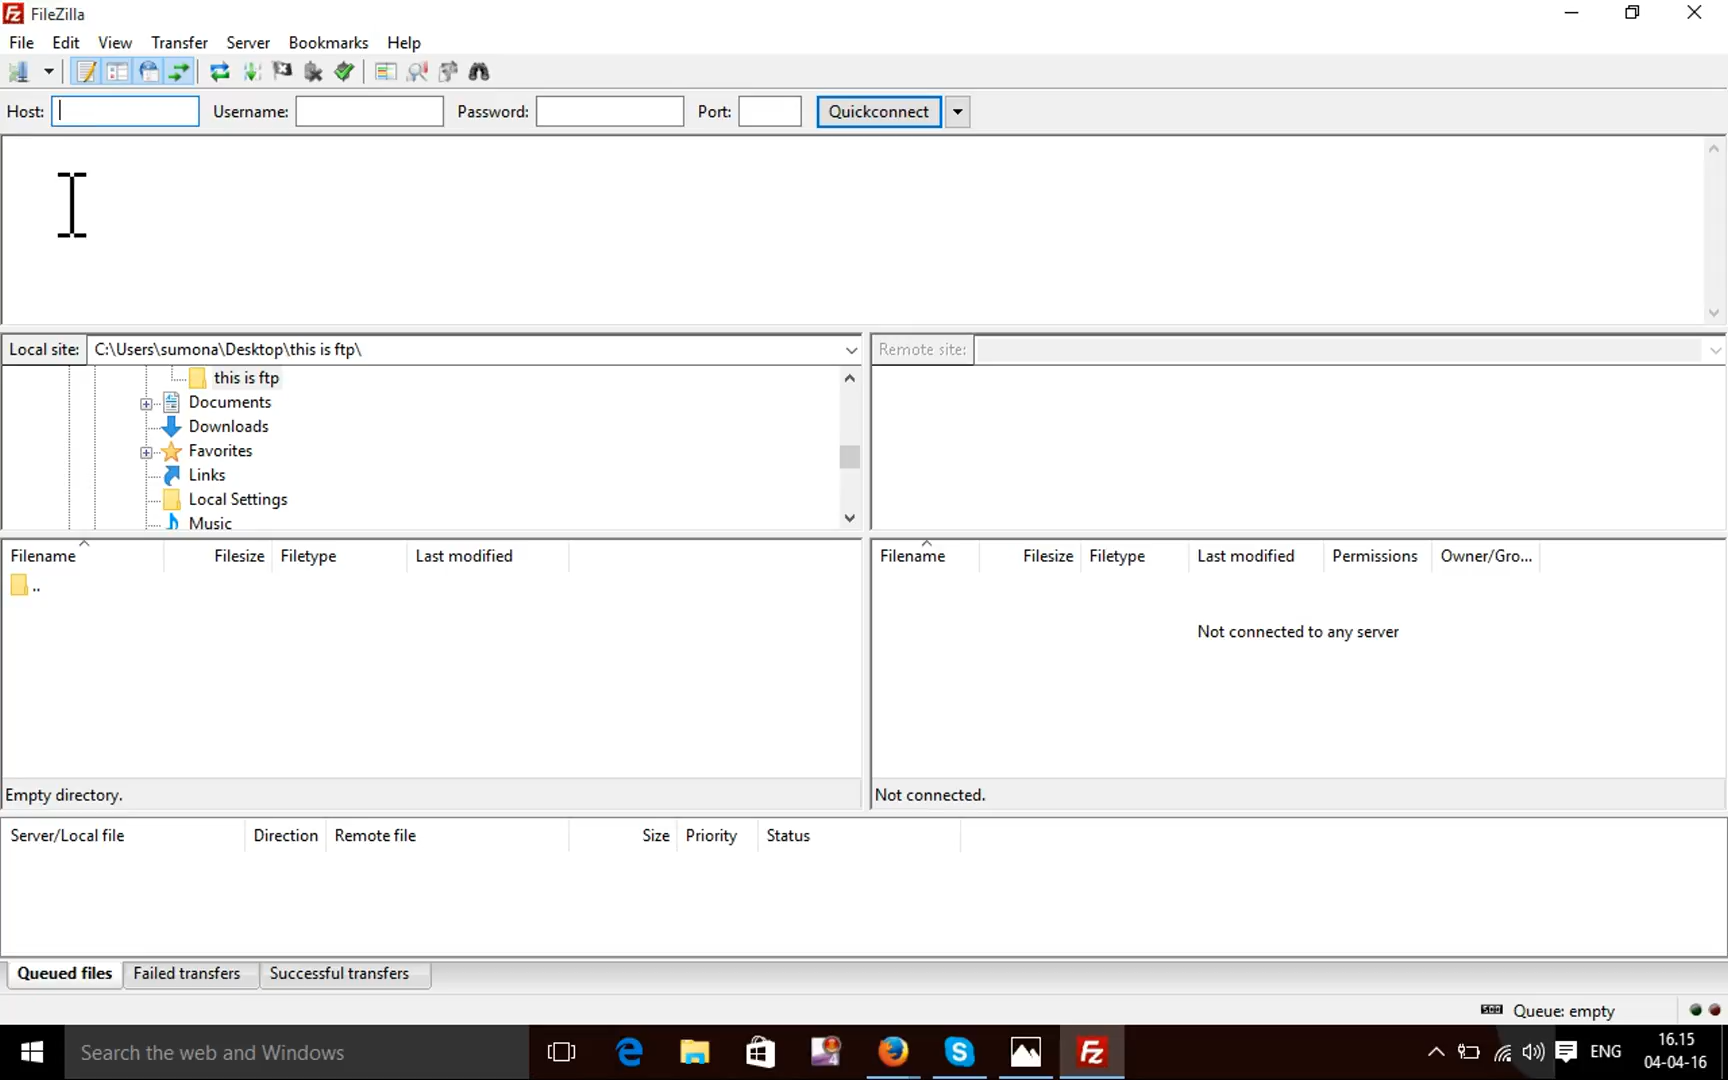 FileZilla
File Edit View Transfer Server Bookmarks Help
Host: Username: Password: Port: Quickconnect
Local site: C:\Users\sumona\Desktop\this is ftp\
Remote site:
this is ftp
Documents
Downloads
Favorites
Links
Local Settings
Music
Filename Filesize Filetype Last modified
..
Empty directory.
Filename Filesize Filetype Last modified Permissions Owner/Gro...
Not connected to any server
Not connected.
Server/Local file Direction Remote file Size Priority Status
Queued files Failed transfers Successful transfers
Queue: empty
Search the web and Windows
ENG
16.15
04-04-16